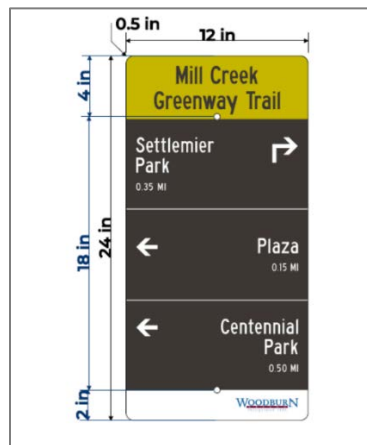 0.5 in
12 in
4 in
Mill Creek
Greenway Trail
Settlemier
Park
0.35 MI
18 in
24 in
Plaza
0.15 MI
Centennial
Park
0.50 MI
2 in
WOODBURN